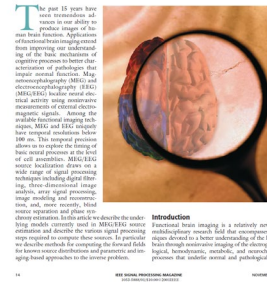 The past 15 years have
seen tremendous ad-
vances in our ability to
produce images of hu-
man brain function. Applications
of functional brain imaging extend
from improving our understand-
ing of the basic mechanisms of
cognitive processes to better char-
acterization of pathologies that
impair normal function. Mag-
netoencephalography (MEG) and
electroencephalography (EEG)
(MEG/EEG) localize neural elec-
trical activity using noninvasive
measurements of external electro-
magnetic signals. Among the
available functional imaging tech-
niques, MEG and EEG uniquely
have temporal resolutions below
100 ms. This temporal precision
allows us to explore the timing of
basic neural processes at the level
of cell assemblies. MEG/EEG
source localization draws on a
wide range of signal processing
techniques including digital filter-
ing, three-dimensional image
analysis, array signal processing,
image modeling and reconstruc-
tion, and, more recently, blind
source separation and phase syn-
chrony estimation. In this article we describe the under-
lying models currently used in MEG/EEG source
estimation and describe the various signal processing
steps required to compute these sources. In particular
we describe methods for computing the forward fields
for known source distributions and parametric and im-
aging-based approaches to the inverse problem.
Introduction
Functional brain imaging is a relatively new
multidisciplinary research field that encompasses
niques devoted to a better understanding of the
brain through noninvasive imaging of the electrop
logical, hemodynamic, metabolic, and neuroch
processes that underlie normal and pathological
14
IEEE SIGNAL PROCESSING MAGAZINE
NOVEM